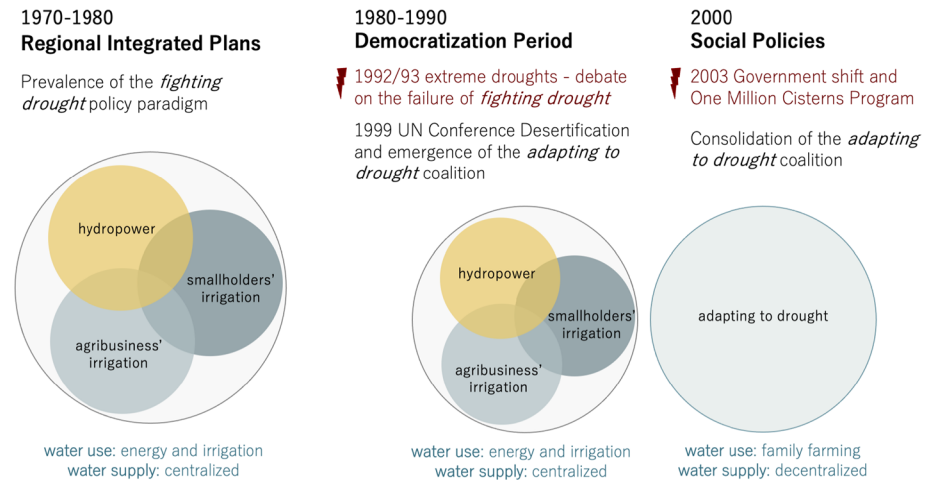 1970-1980
Regional Integrated Plans
Prevalence of the fighting
drought policy paradigm
hydropower
smallholders'
irrigation
agribusiness'
irrigation
water use: energy and irrigation
water supply: centralized
1980-1990
Democratization Period
1992/93 extreme droughts - debate
on the failure of fighting drought
1999 UN Conference Desertification
and emergence of the adapting to
drought coalition
hydropower
smallholders'
irrigation
agribusiness'
irrigation
water use: energy and irrigation
water supply: centralized
2000
Social Policies
2003 Government shift and
One Million Cisterns Program
Consolidation of the adapting
to drought coalition
adapting to drought
water use: family farming
water supply: decentralized